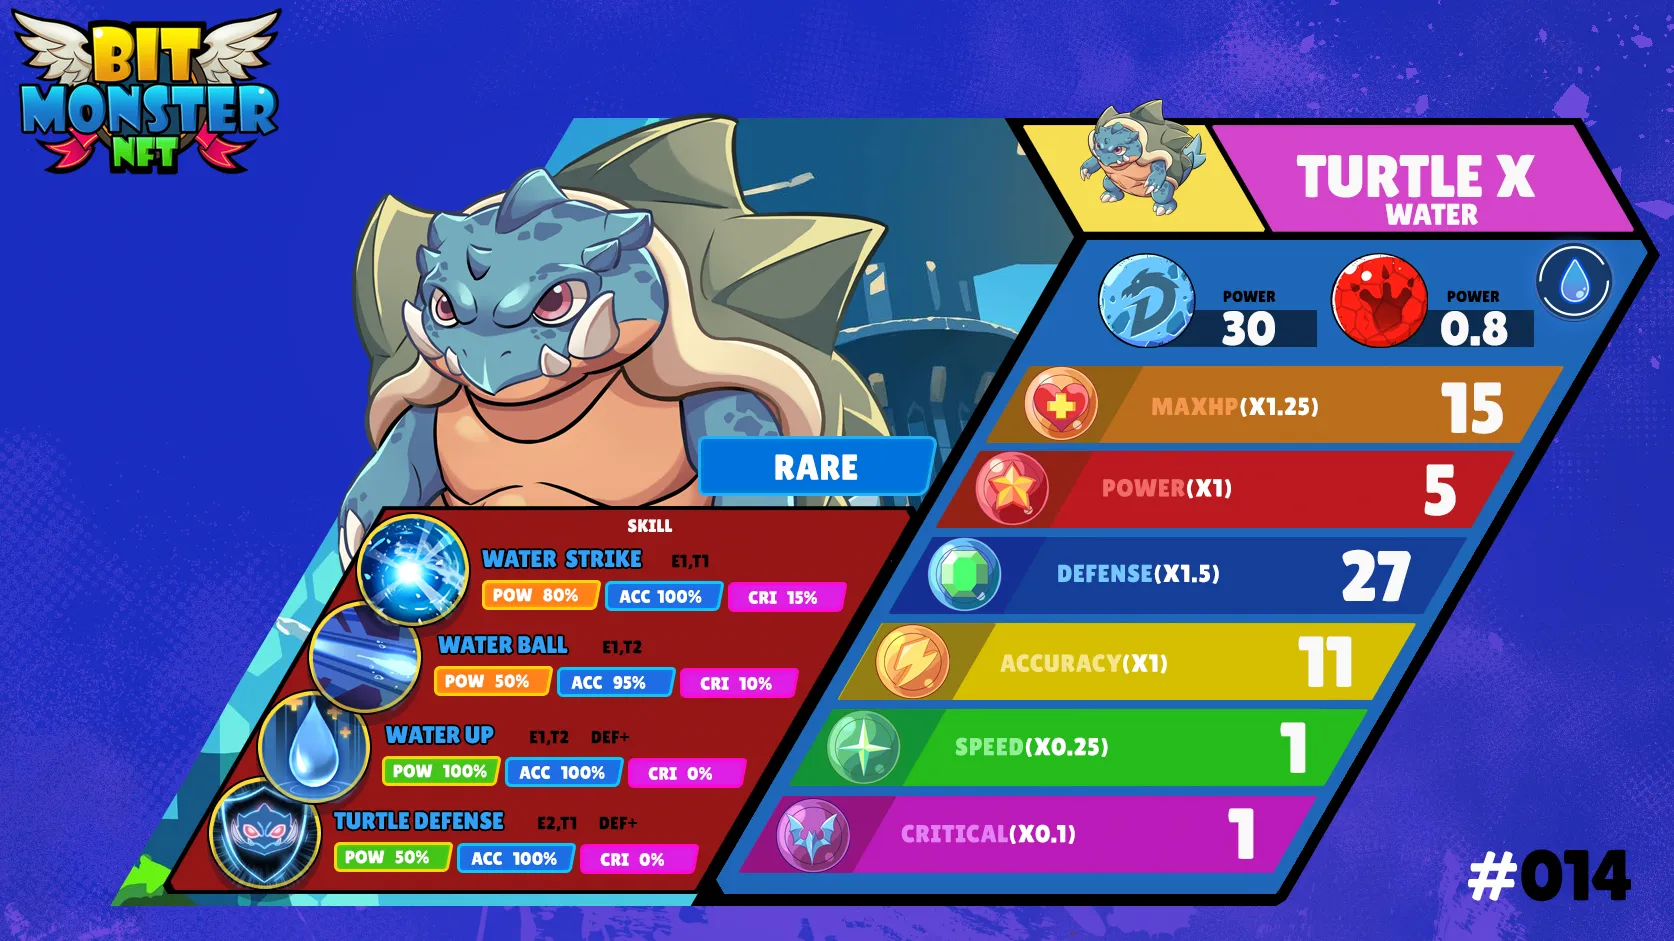 BIT
MONSTER
NFT
TURTLE X
WATER
POWER
30
POWER
0.8
MAXHP(X1.25) 15
POWER(X1) 5
DEFENSE(X1.5) 27
ACCURACY(X1) 11
SPEED(X0.25) 1
CRITICAL(X0.1) 1
RARE
SKILL
WATER STRIKE E1,T1
POW 80% ACC 100% CRI 15%
WATER BALL E1,T2
POW 50% ACC 95% CRI 10%
WATER UP E1,T2 DEF+
POW 100% ACC 100% CRI 0%
TURTLE DEFENSE E2,T1 DEF+
POW 50% ACC 100% CRI 0%
#014